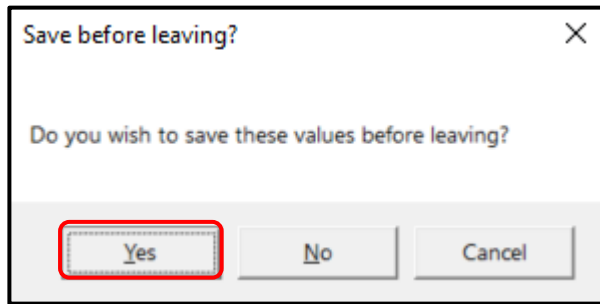 Save before leaving?
Do you wish to save these values before leaving?
Yes No Cancel